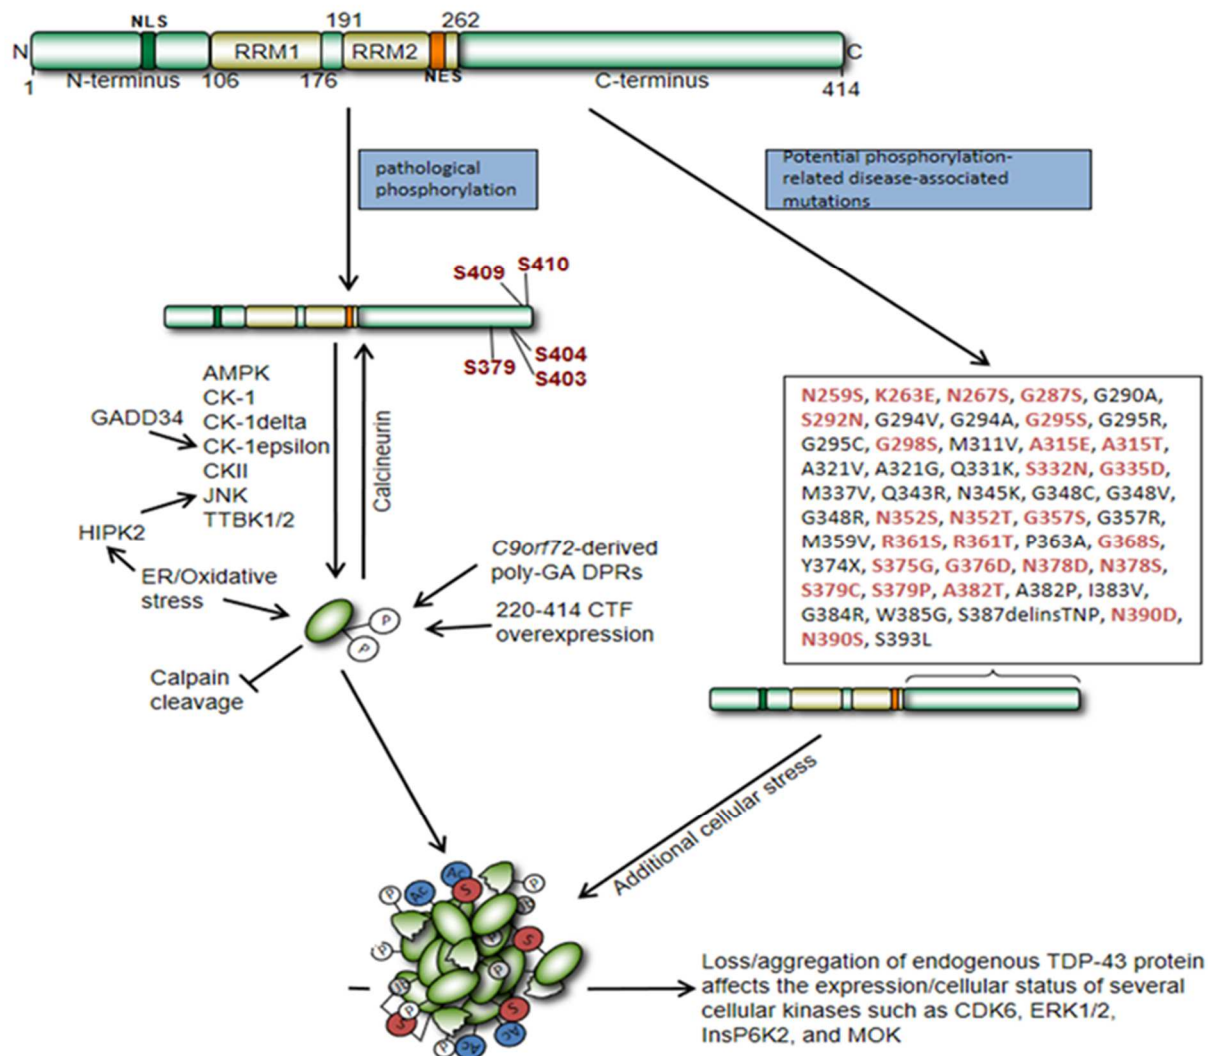 NLS
191
262
N
RRM1
RRM2
C
1
N-terminus
106
176
NES
C-terminus
414
pathological
phosphorylation
Potential phosphorylation-
related disease-associated
mutations
S409
S410
S379
S404
S403
AMPK
CK-1
GADD34
CK-1delta
CK-1epsilon
CKII
JNK
TTBK1/2
HIPK2
Calcineurin
ER/Oxidative
stress
C9orf72-derived
poly-GA DPRs
220-414 CTF
overexpression
P
P
Calpain
cleavage
N259S, K263E, N267S, G287S, G290A,
S292N, G294V, G294A, G295S, G295R,
G295C, G298S, M311V, A315E, A315T,
A321V, A321G, Q331K, S332N, G335D,
M337V, Q343R, N345K, G348C, G348V,
G348R, N352S, N352T, G357S, G357R,
M359V, R361S, R361T, P363A, G368S,
Y374X, S375G, G376D, N378D, N378S,
S379C, S379P, A382T, A382P, I383V,
G384R, W385G, S387delinsTNP, N390D,
N390S, S393L
Additional cellular stress
Ac
Ac
S
P
P
P
S
P
P
P
S
S
Ac
Ac
P
Loss/aggregation of endogenous TDP-43 protein
affects the expression/cellular status of several
cellular kinases such as CDK6, ERK1/2,
InsP6K2, and MOK